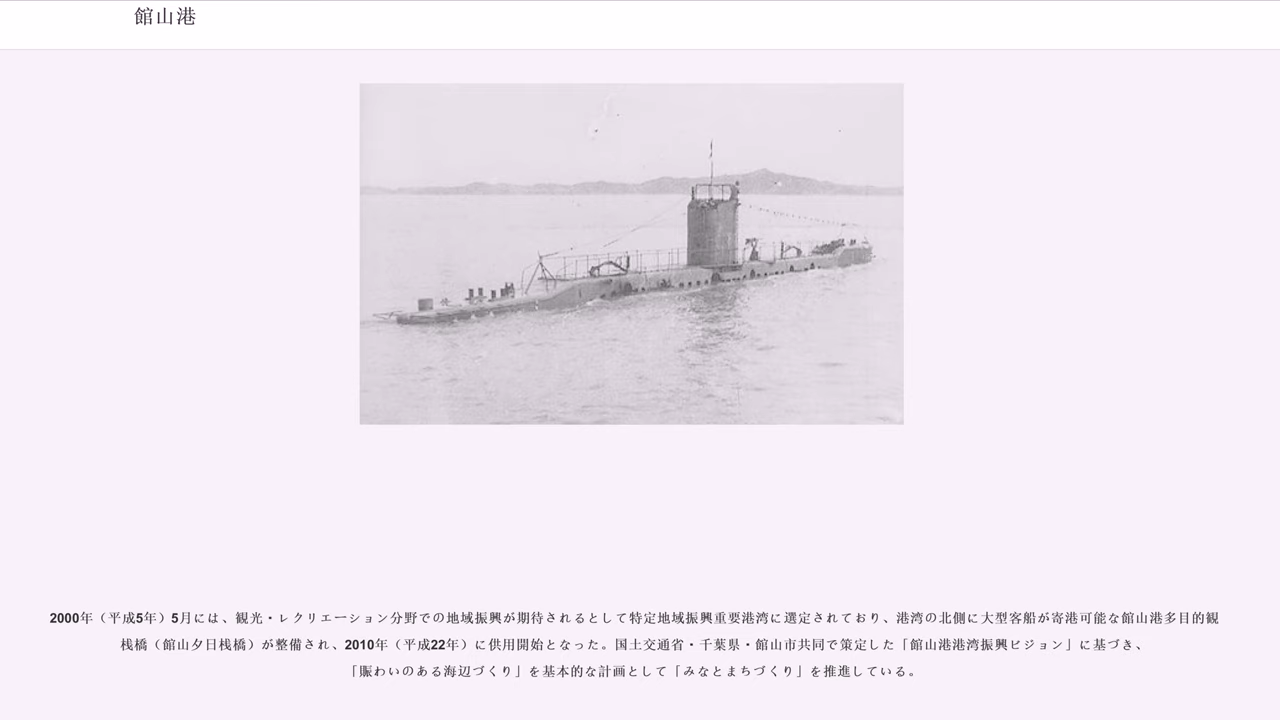 館山港
2000年（平成5年）5月には、観光・レクリエーション分野での地域振興が期待されるとして特定地域振興重要港湾に選定されており、港湾の北側に大型客船が寄港可能な館山港多目的観
桟橋（館山夕日桟橋）が整備され、2010年（平成22年）に供用開始となった。国土交通省・千葉県・館山市共同で策定した「館山港港湾振興ビジョン」に基づき、
「賑わいのある海辺づくり」を基本的な計画として「みなとまちづくり」を推進している。